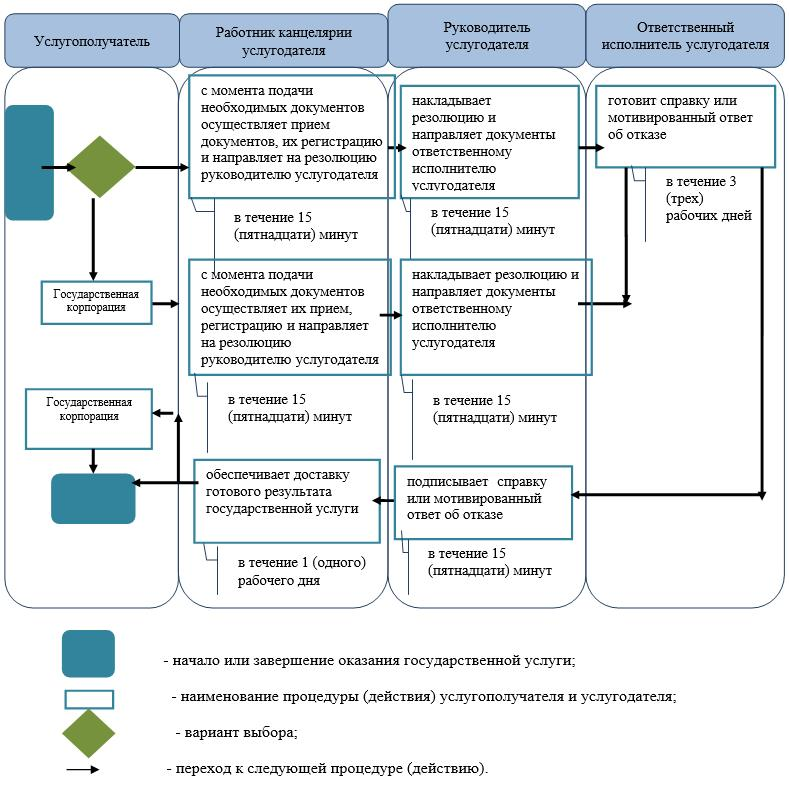 Услугополучатель
Работник канцелярии
услугодателя
Руководитель
услугодателя
Ответственный
исполнитель услугодателя
с момента подачи
необходимых документов
осуществляет прием
документов, их регистрацию
и направляет на резолюцию
руководителю услугодателя
в течение 15
(пятнадцати) минут
накладывает
резолюцию и
направляет документы
ответственному
исполнителю
услугодателя
в течение 15
(пятнадцати) минут
готовит справку или
мотивированный ответ
об отказе
в течение 3
(трех)
рабочих дней
Государственная
корпорация
с момента подачи
необходимых документов
осуществляет их прием,
регистрацию и направляет
на резолюцию
руководителю услугодателя
в течение 15
(пятнадцати) минут
накладывает резолюцию и
направляет документы
ответственному
исполнителю
услугодателя
в течение 15
(пятнадцати) минут
Государственная
корпорация
обеспечивает доставку
готового результата
государственной услуги
в течение 1 (одного)
рабочего дня
подписывает справку
или мотивированный
ответ об отказе
в течение 15
(пятнадцати) минут
- начало или завершение оказания государственной услуги;
- наименование процедуры (действия) услугополучателя и услугодателя;
- вариант выбора;
- переход к следующей процедуре (действию).